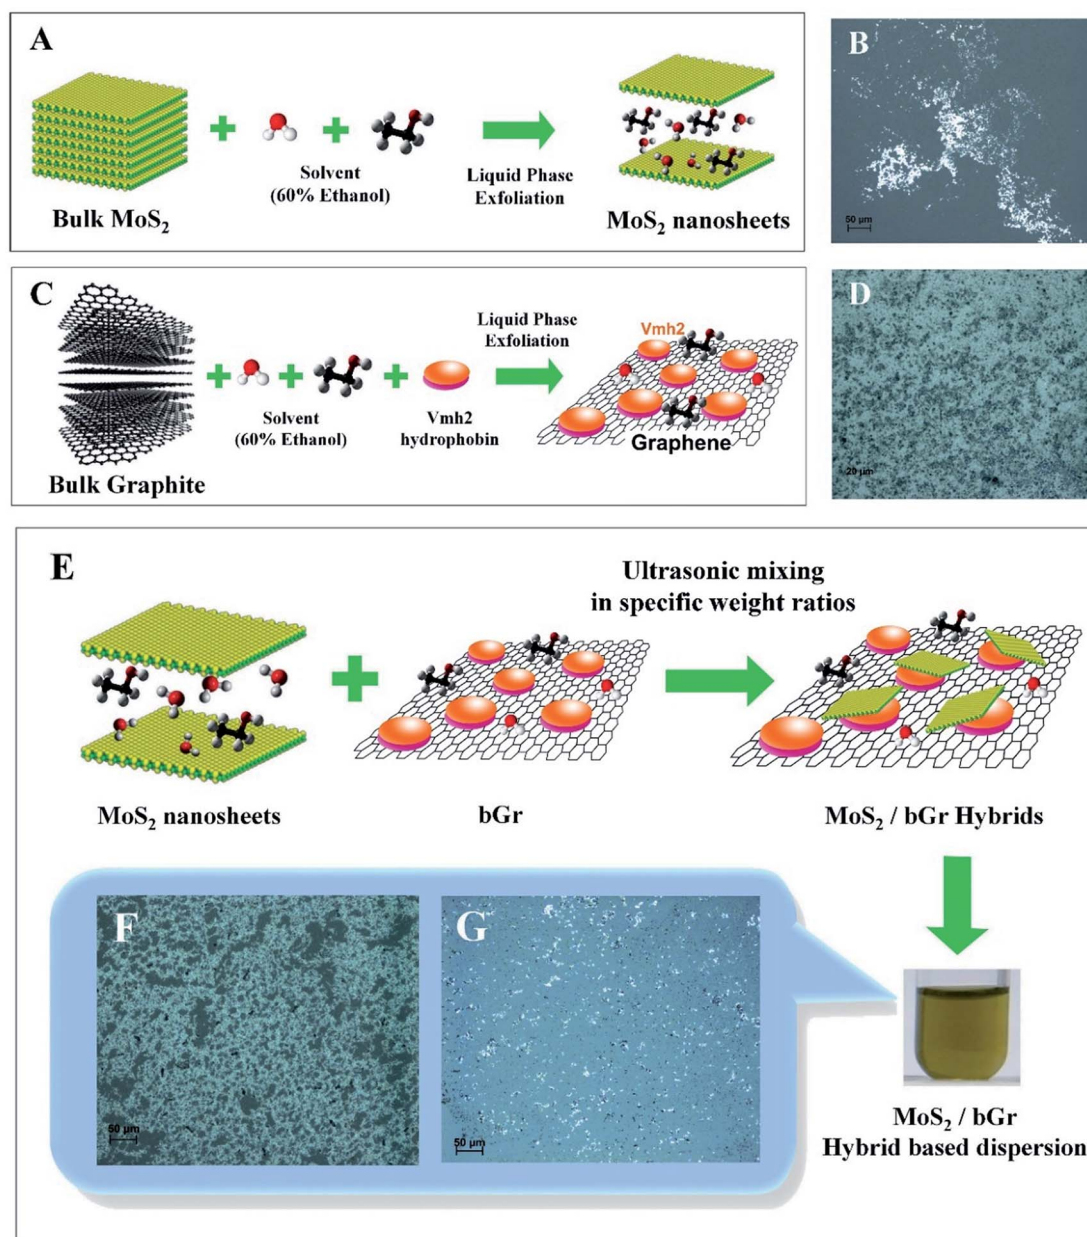 A
Solvent
(60% Ethanol)
Liquid Phase
Exfoliation
Bulk MoS₂
MoS₂ nanosheets
B
50 µm
C
Liquid Phase
Exfoliation
Vmh2
Solvent
(60% Ethanol)
Vmh2
hydrophobin
Graphene
Bulk Graphite
D
20 µm
E
Ultrasonic mixing
in specific weight ratios
MoS₂ nanosheets
bGr
MoS₂ / bGr Hybrids
F
50 µm
G
50 µm
MoS₂ / bGr
Hybrid based dispersion